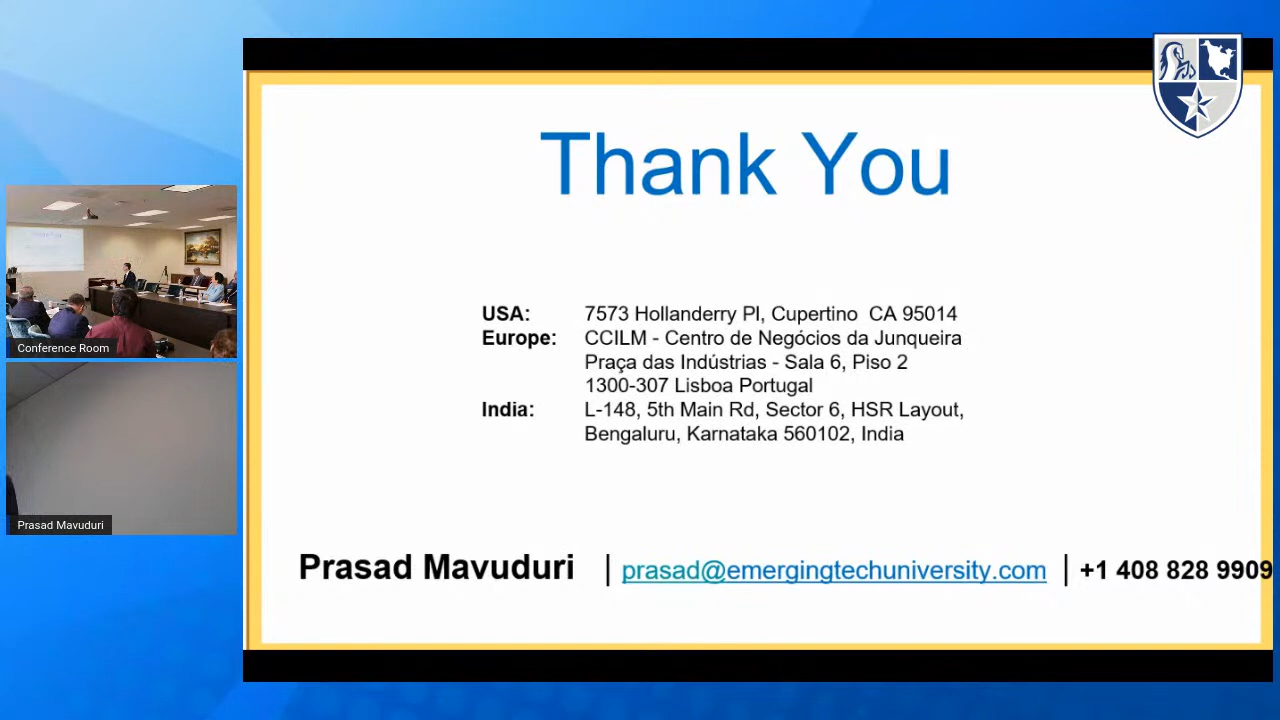 Thank You
USA: 7573 Hollanderry Pl, Cupertino CA 95014
Europe: CCILM - Centro de Negócios da Junqueira
Praça das Indústrias - Sala 6, Piso 2
1300-307 Lisboa Portugal
India: L-148, 5th Main Rd, Sector 6, HSR Layout,
Bengaluru, Karnataka 560102, India
Prasad Mavuduri | prasad@emergingtechuniversity.com | +1 408 828 9909
Conference Room
Prasad Mavuduri